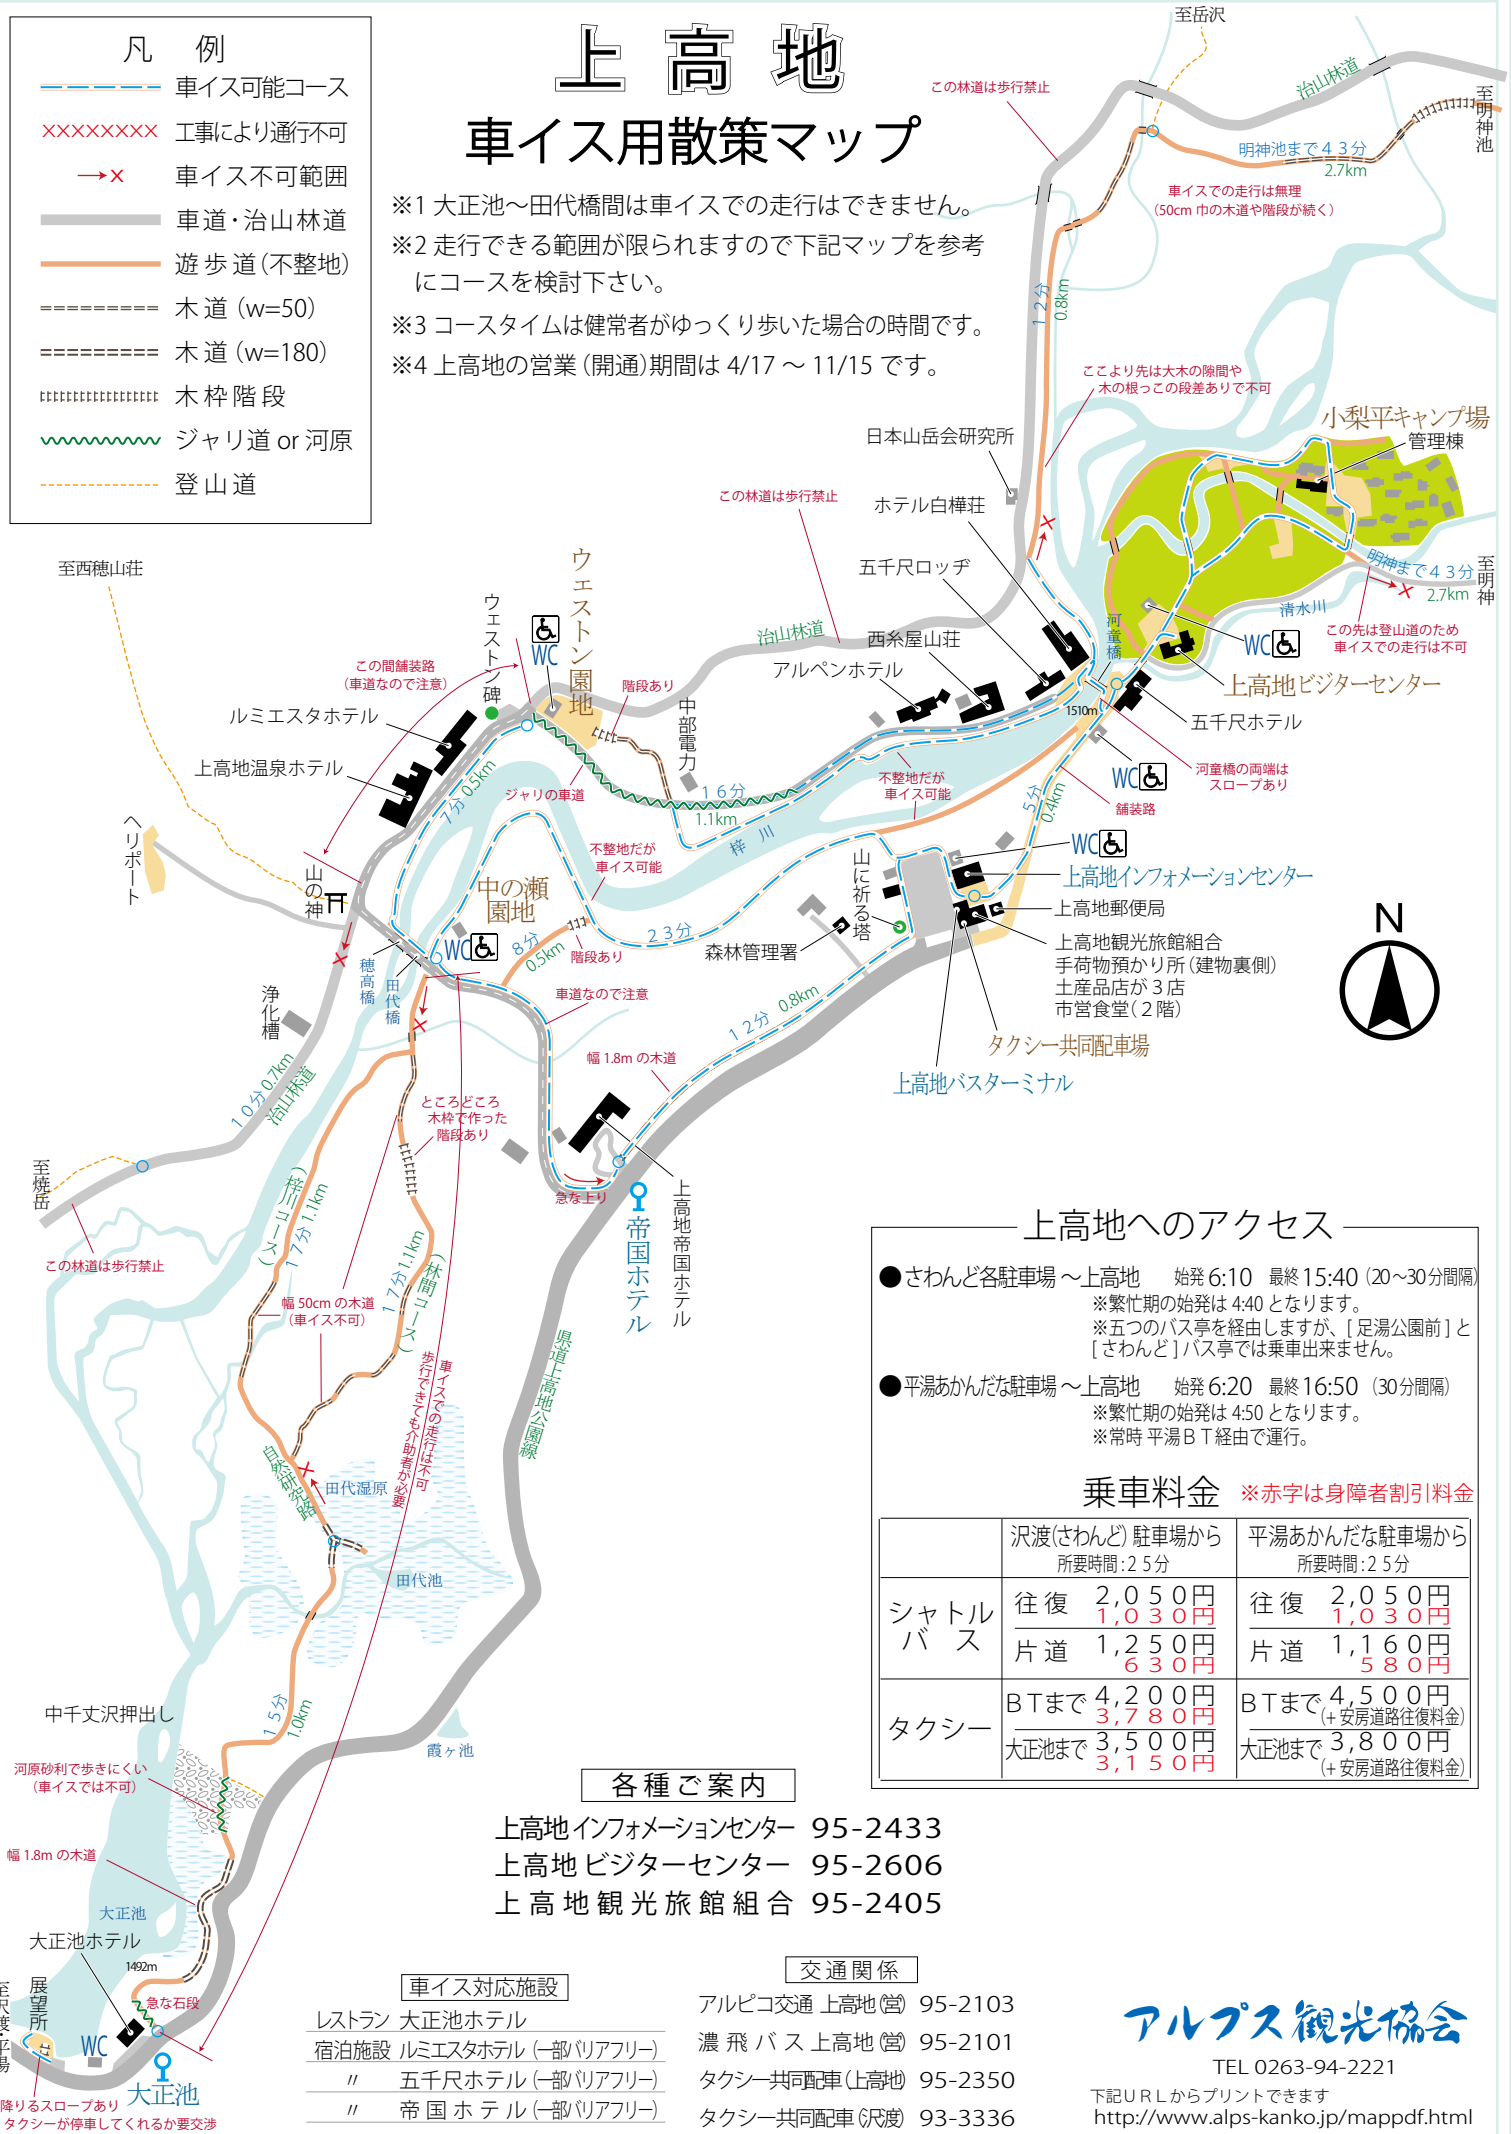 上高地
車イス用散策マップ
凡 例
車イス可能コース
工事により通行不可
車イス不可範囲
車道・治山林道
遊歩道(不整地)
木道(w=50)
木道(w=180)
木枠階段
ジャリ道 or 河原
登山道
※1 大正池～田代橋間は車イスでの走行はできません。
※2 走行できる範囲が限られますので下記マップを参考
にコースを検討下さい。
※3 コースタイムは健常者がゆっくり歩いた場合の時間です。
※4 上高地の営業(開通)期間は 4/17 ～ 11/15 です。
至岳沢
この林道は歩行禁止
治山林道
至明神池
明神池まで43分
2.7km
車イスでの走行は無理
(50cm 巾の木道や階段が続く)
12分
0.8km
ここより先は大木の隙間や
木の根っこの段差ありで不可
小梨平キャンプ場
管理棟
日本山岳会研究所
この林道は歩行禁止
ホテル白樺荘
五千尺ロッヂ
西糸屋山荘
アルペンホテル
治山林道
明神まで43分
2.7km
至明神
清水川
この先は登山道のため
車イスでの走行は不可
河童橋
WC
上高地ビジターセンター
五千尺ホテル
1510m
河童橋の両端は
スロープあり
WC
舗装路
5分
0.4km
不整地だが
車イス可能
至西穂山荘
ウェストン碑
WC
ウェストン園地
階段あり
中部電力
この間舗装路
(車道なので注意)
ルミエスタホテル
上高地温泉ホテル
7分 0.5km
ジャリの車道
16分
1.1km
梓川
ヘリポート
山の神
不整地だが
車イス可能
中の瀬
園地
WC
8分
0.5km
階段あり
23分
山に祈る塔
森林管理署
WC
上高地インフォメーションセンター
上高地郵便局
上高地観光旅館組合
手荷物預かり所(建物裏側)
土産品店が3店
市営食堂(2階)
タクシー共同配車場
上高地バスターミナル
N
穂高橋
田代橋
浄化槽
車道なので注意
12分 0.8km
幅 1.8m の木道
10分 0.7km
治山林道
ところどころ
木枠で作った
階段あり
至焼岳
この林道は歩行禁止
(梓川コース)
17分 1.1km
17分 1.1km
(林間コース)
幅 50cm の木道
(車イス不可)
急な上り
帝国ホテル
上高地帝国ホテル
県道上高地公園線
車イスでの走行は不可
歩行できても介助者が必要
自然研究路
田代湿原
田代池
15分
1.0km
霞ヶ池
中千丈沢押出し
河原砂利で歩きにくい
(車イスでは不可)
幅 1.8m の木道
大正池
大正池ホテル
1492m
展望所
至沢渡・平湯
急な石段
WC
大正池
降りるスロープあり
タクシーが停車してくれるか要交渉
上高地へのアクセス
●さわんど各駐車場～上高地 始発 6:10 最終 15:40 (20～30分間隔)
※繁忙期の始発は 4:40 となります。
※五つのバス亭を経由しますが、[足湯公園前]と
[さわんど]バス亭では乗車出来ません。
●平湯あかんだな駐車場～上高地 始発 6:20 最終 16:50 (30分間隔)
※繁忙期の始発は 4:50 となります。
※常時 平湯BT経由で運行。
乗車料金 ※赤字は身障者割引料金
沢渡(さわんど)駐車場から
所要時間:25分
平湯あかんだな駐車場から
所要時間:25分
シャトル
バス
往復 2,050円
1,030円
往復 2,050円
1,030円
片道 1,250円
630円
片道 1,160円
580円
タクシー
BTまで 4,200円
3,780円
BTまで 4,500円
(+安房道路往復料金)
大正池まで 3,500円
3,150円
大正池まで 3,800円
(+安房道路往復料金)
各種ご案内
上高地インフォメーションセンター 95-2433
上高地ビジターセンター 95-2606
上高地観光旅館組合 95-2405
車イス対応施設
レストラン 大正池ホテル
宿泊施設 ルミエスタホテル(一部バリアフリー)
〃 五千尺ホテル(一部バリアフリー)
〃 帝国ホテル(一部バリアフリー)
交通関係
アルピコ交通 上高地(営) 95-2103
濃飛バス上高地(営) 95-2101
タクシー共同配車(上高地) 95-2350
タクシー共同配車(沢渡) 93-3336
アルプス観光協会
TEL 0263-94-2221
下記URLからプリントできます
http://www.alps-kanko.jp/mappdf.html